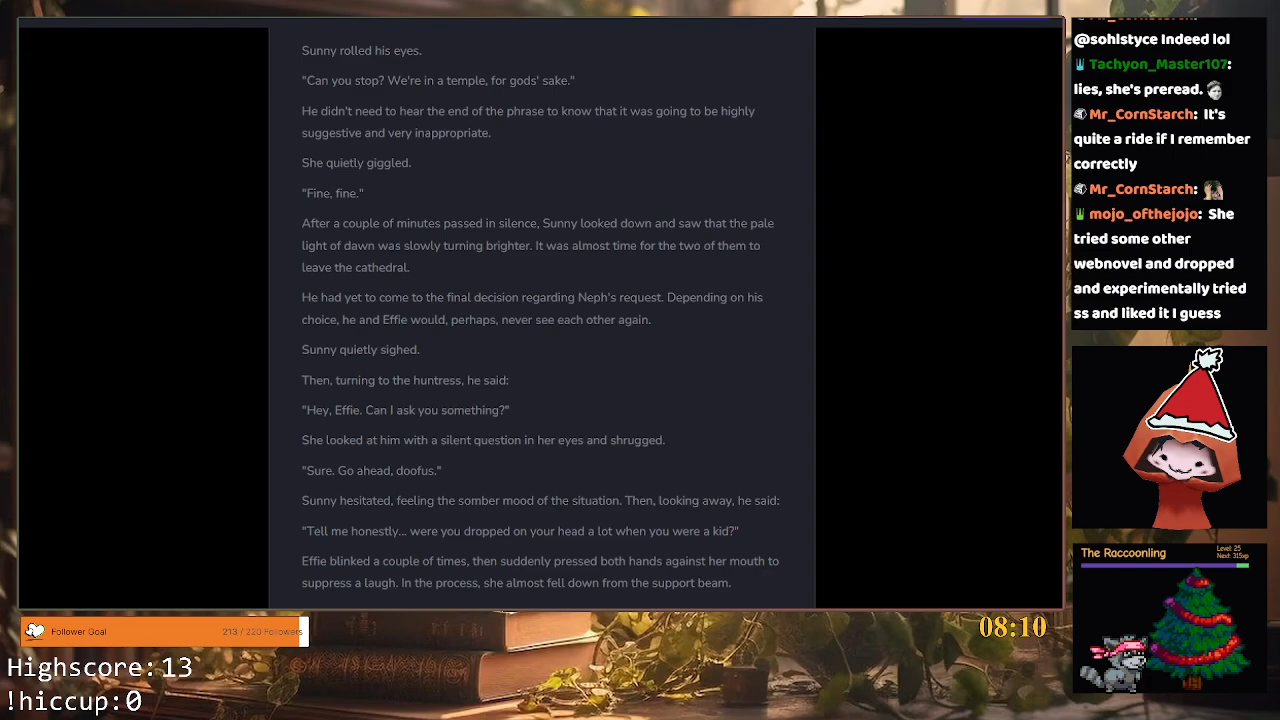 Sunny rolled his eyes.
"Can you stop? We're in a temple, for gods' sake."
He didn't need to hear the end of the phrase to know that it was going to be highly
suggestive and very inappropriate.
She quietly giggled.
"Fine, fine."
After a couple of minutes passed in silence, Sunny looked down and saw that the pale
light of dawn was slowly turning brighter. It was almost time for the two of them to
leave the cathedral.
He had yet to come to the final decision regarding Neph's request. Depending on his
choice, he and Effie would, perhaps, never see each other again.
Sunny quietly sighed.
Then, turning to the huntress, he said:
"Hey, Effie. Can I ask you something?"
She looked at him with a silent question in her eyes and shrugged.
"Sure. Go ahead, doofus."
Sunny hesitated, feeling the somber mood of the situation. Then, looking away, he said:
"Tell me honestly... were you dropped on your head a lot when you were a kid?"
Effie blinked a couple of times, then suddenly pressed both hands against her mouth to
suppress a laugh. In the process, she almost fell down from the support beam.
@sohlstyce Indeed lol
Tachyon_Master107:
lies, she's preread.
Mr_CornStarch: It's
quite a ride if I remember
correctly
Mr_CornStarch:
mojo_ofthejojo: She
tried some other
webnovel and dropped
and experimentally tried
ss and liked it I guess
The Raccoonling
Level: 25
Next: 315xp
Follower Goal
213 / 220 Followers
08:10
Highscore:13
!hiccup:0